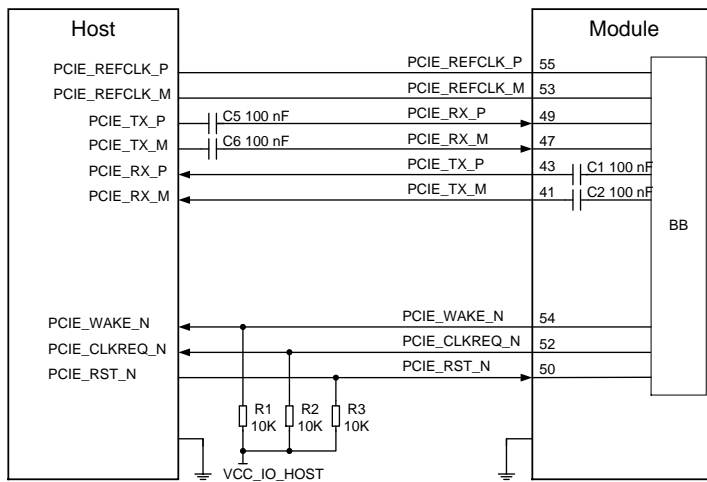 Host
Module
PCIE_REFCLK_P PCIE_REFCLK_P 55
PCIE_REFCLK_M PCIE_REFCLK_M 53
PCIE_TX_P C5 100 nF PCIE_RX_P 49
PCIE_TX_M C6 100 nF PCIE_RX_M 47
PCIE_RX_P PCIE_TX_P 43 C1 100 nF
PCIE_RX_M PCIE_TX_M 41 C2 100 nF
BB
PCIE_WAKE_N PCIE_WAKE_N 54
PCIE_CLKREQ_N PCIE_CLKREQ_N 52
PCIE_RST_N PCIE_RST_N 50
R1 R2 R3
10K 10K 10K
VCC_IO_HOST